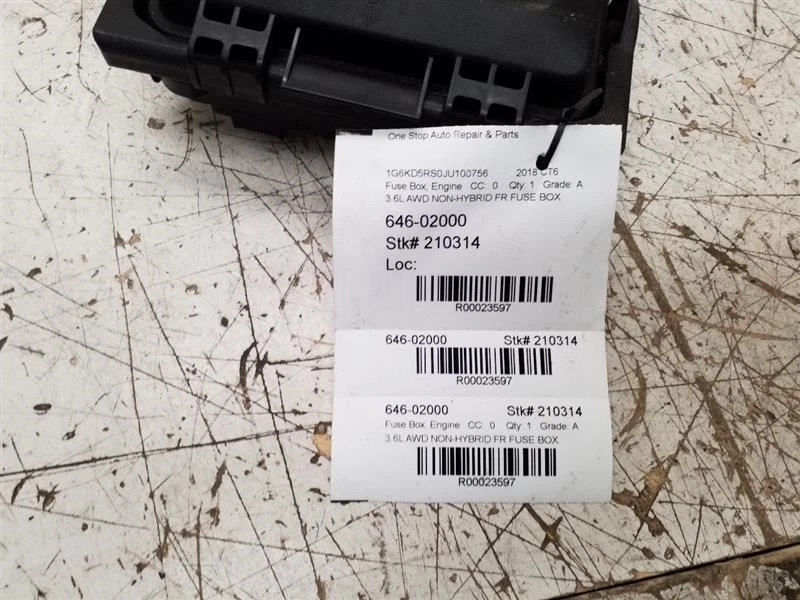 One Stop Auto Repair & Parts
1G6KD5RS0JU103756 2018 CT6
Fuse Box, Engine CC: 0 Qty: 1 Grade: A
3.6L AWD NON-HYBRID FR FUSE BOX
646-02000
Stk# 210314
Loc:
R00023597
646-02000 Stk# 210314
R00023597
646-02000 Stk# 210314
Fuse Box, Engine CC: 0 Qty: 1 Grade: A
3.6L AWD NON-HYBRID FR FUSE BOX
R00023597